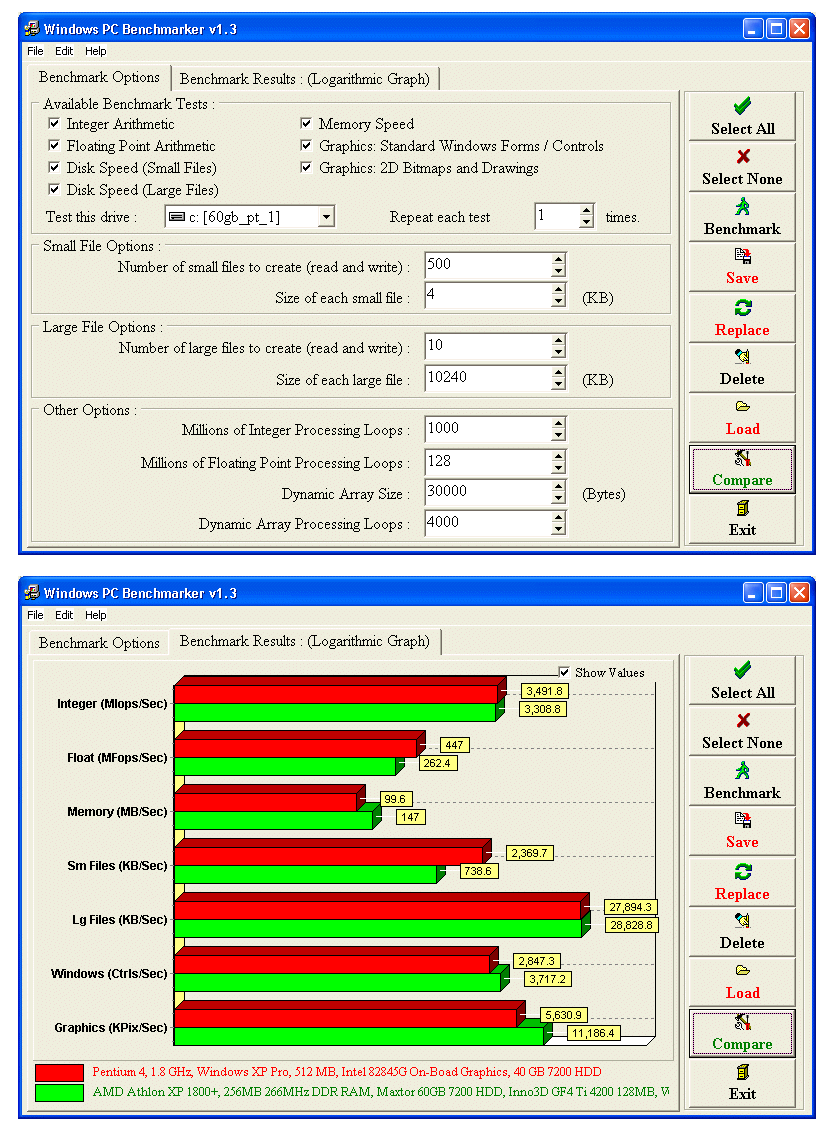 Windows PC Benchmarker v1.3
File Edit Help
Benchmark Options Benchmark Results : (Logarithmic Graph)
Available Benchmark Tests :
Integer Arithmetic
Floating Point Arithmetic
Disk Speed (Small Files)
Disk Speed (Large Files)
Memory Speed
Graphics: Standard Windows Forms / Controls
Graphics: 2D Bitmaps and Drawings
Test this drive : c: [60gb_pt_1] Repeat each test 1 times.
Small File Options :
Number of small files to create (read and write) : 500
Size of each small file : 4 (KB)
Large File Options :
Number of large files to create (read and write) : 10
Size of each large file : 10240 (KB)
Other Options :
Millions of Integer Processing Loops : 1000
Millions of Floating Point Processing Loops : 128
Dynamic Array Size : 30000 (Bytes)
Dynamic Array Processing Loops : 4000
Select All
Select None
Benchmark
Save
Replace
Delete
Load
Compare
Exit
Windows PC Benchmarker v1.3
File Edit Help
Benchmark Options Benchmark Results : (Logarithmic Graph)
Show Values
Integer (MIops/Sec) 3,491.8
3,308.8
Float (MFops/Sec) 447
262.4
Memory (MB/Sec) 99.6
147
Sm Files (KB/Sec) 2,369.7
738.6
Lg Files (KB/Sec) 27,894.3
28,828.8
Windows (Ctrls/Sec) 2,847.3
3,717.2
Graphics (KPix/Sec) 5,630.9
11,186.4
Pentium 4, 1.8 GHz, Windows XP Pro, 512 MB, Intel 82845G On-Boad Graphics, 40 GB 7200 HDD
AMD Athlon XP 1800+, 256MB 266MHz DDR RAM, Maxtor 60GB 7200 HDD, Inno3D GF4 Ti 4200 128MB,
Select All
Select None
Benchmark
Save
Replace
Delete
Load
Compare
Exit